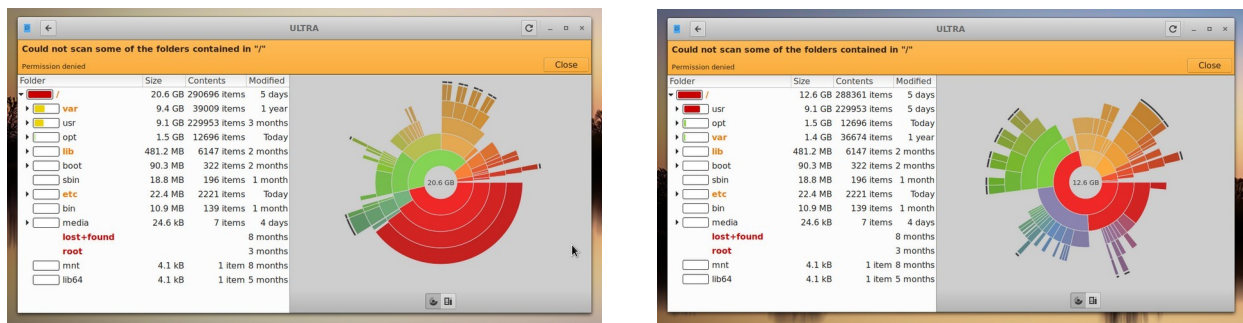 ULTRA
Could not scan some of the folders contained in "/"
Permission denied
Close
Folder Size Contents Modified
/ 20.6 GB 290696 items 5 days
var 9.4 GB 39009 items 1 year
usr 9.1 GB 229953 items 3 months
opt 1.5 GB 12696 items Today
lib 481.2 MB 6147 items 2 months
boot 90.3 MB 322 items 2 months
sbin 18.8 MB 196 items 1 month
etc 22.4 MB 2221 items Today
bin 10.9 MB 139 items 1 month
media 24.6 kB 7 items 4 days
lost+found 8 months
root 3 months
mnt 4.1 kB 1 item 8 months
lib64 4.1 kB 1 item 5 months
20.6 GB
ULTRA
Could not scan some of the folders contained in "/"
Permission denied
Close
Folder Size Contents Modified
/ 12.6 GB 288361 items 5 days
usr 9.1 GB 229953 items 5 days
opt 1.5 GB 12696 items Today
var 1.4 GB 36674 items 1 year
lib 481.2 MB 6147 items 2 months
boot 90.3 MB 322 items 2 months
sbin 18.8 MB 196 items 1 month
etc 22.4 MB 2221 items Today
bin 10.9 MB 139 items 1 month
media 24.6 kB 7 items 4 days
lost+found 8 months
root 3 months
mnt 4.1 kB 1 item 8 months
lib64 4.1 kB 1 item 5 months
12.6 GB